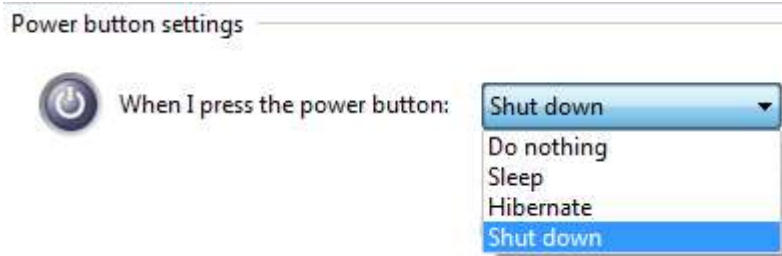 Power button settings
When I press the power button: Shut down
Do nothing
Sleep
Hibernate
Shut down